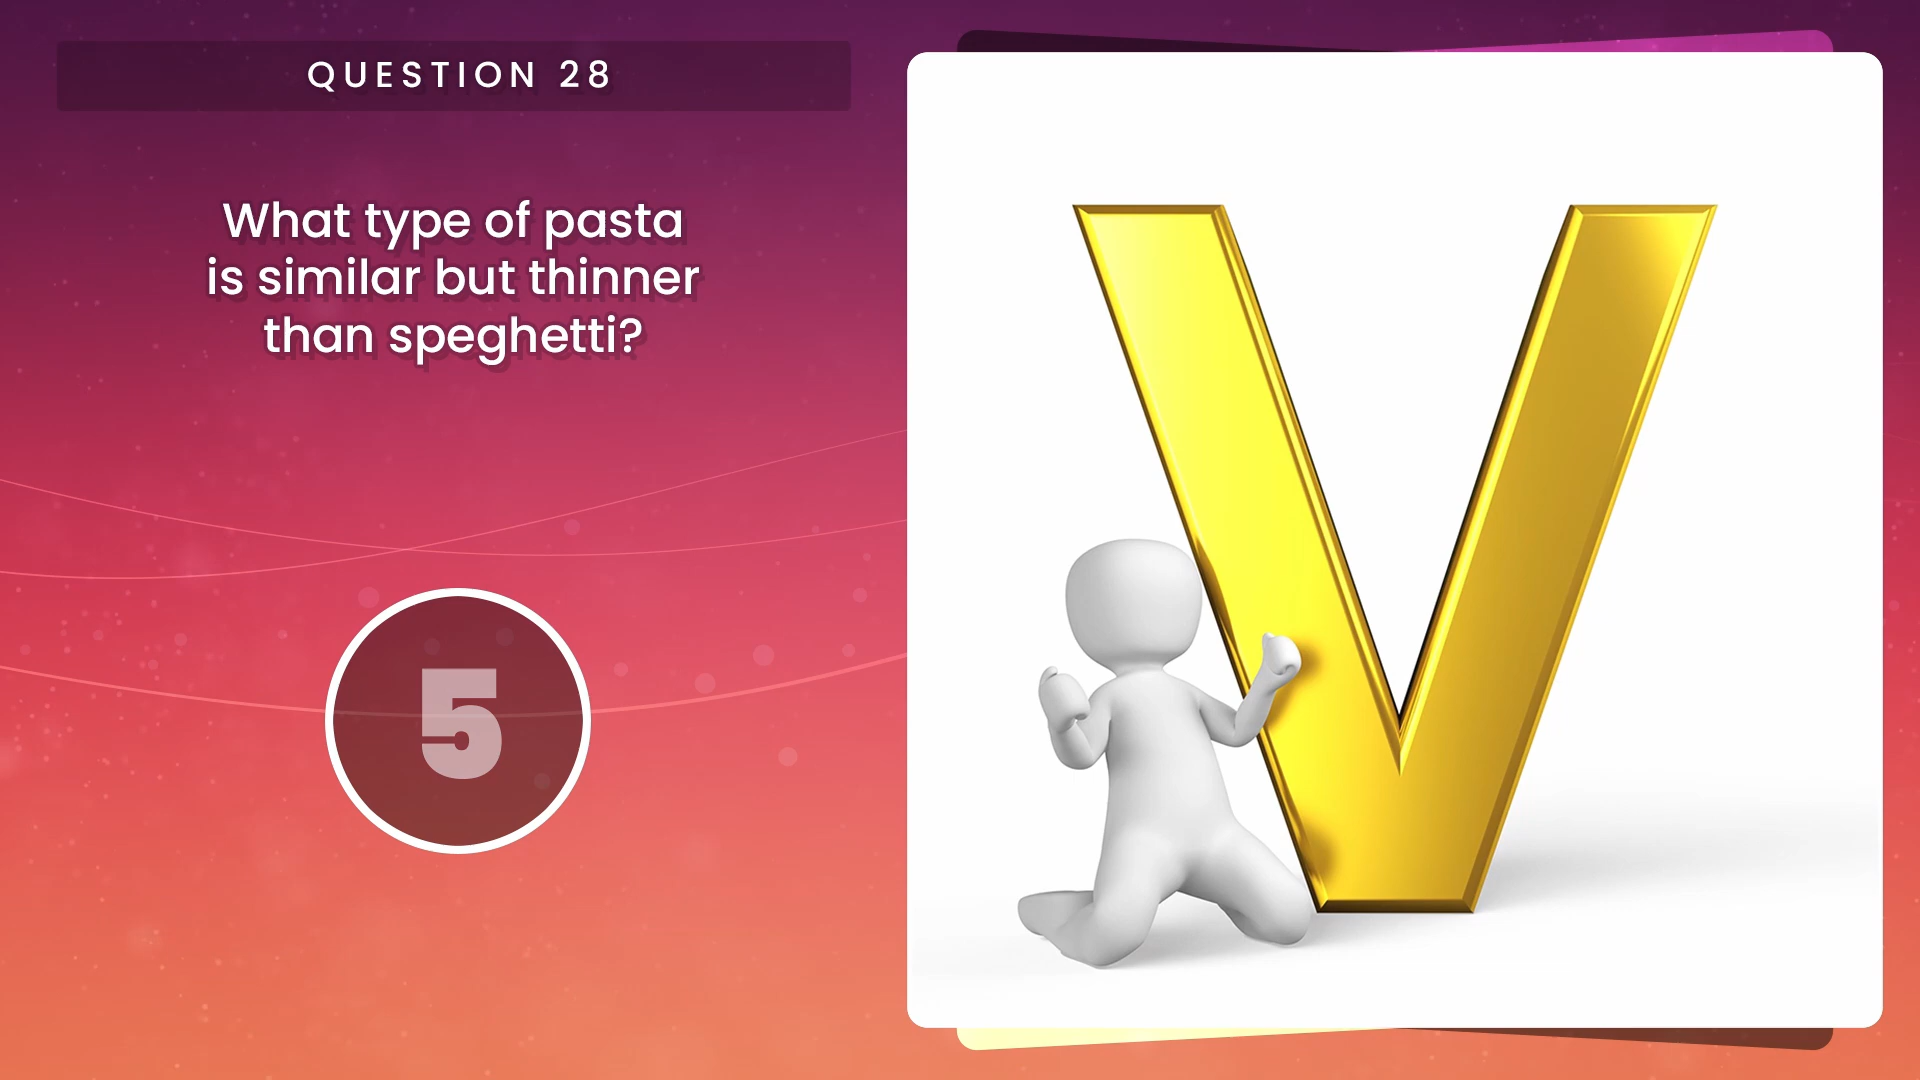 QUESTION 28
What type of pasta
is similar but thinner
than speghetti?
5
V